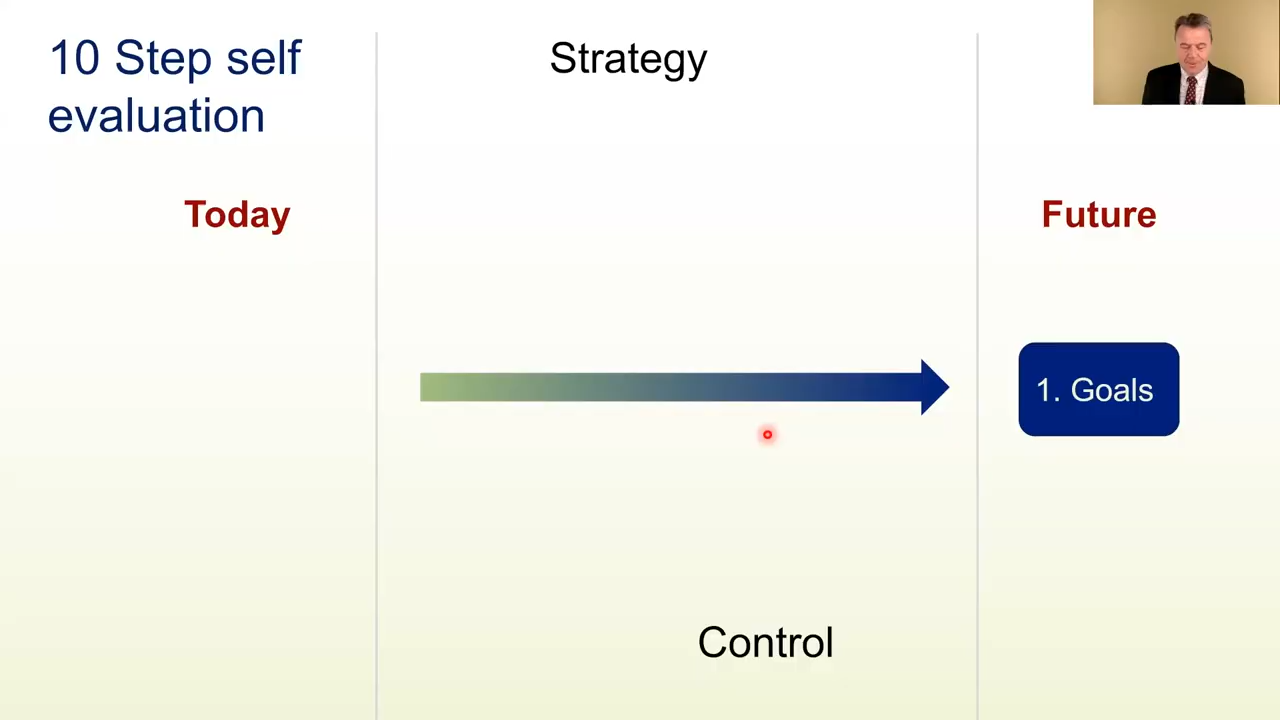 10 Step self
evaluation
Strategy
Today
Future
1. Goals
Control